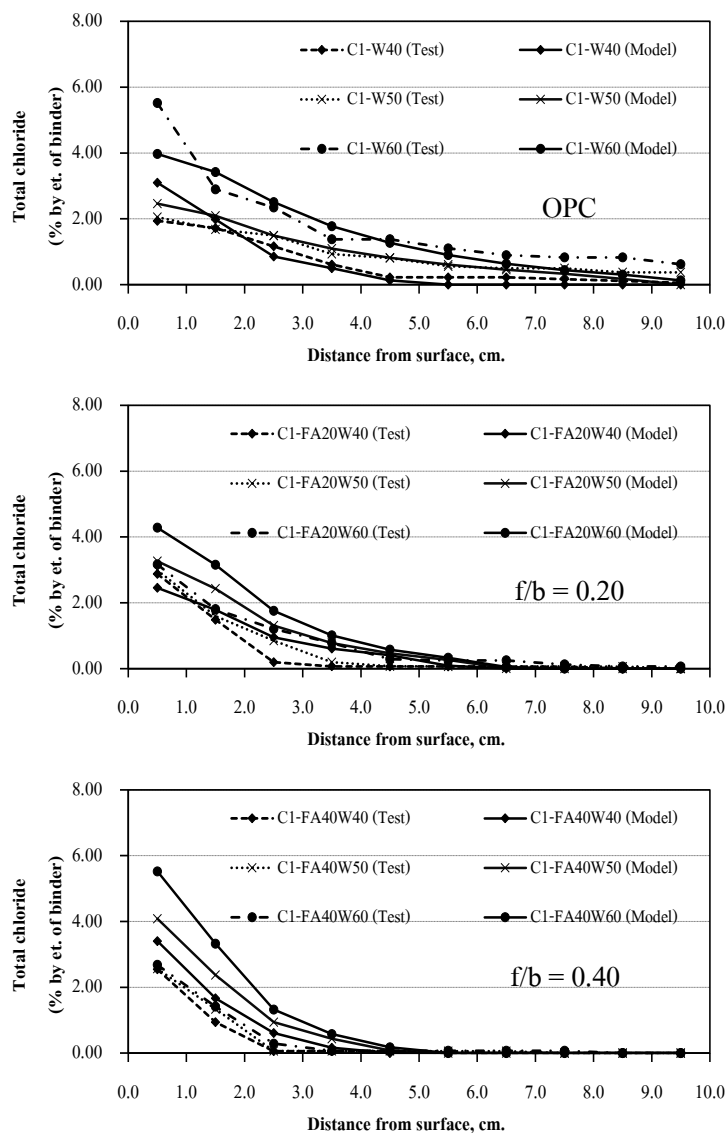 8.00
C1-W40 (Test) C1-W40 (Model)
6.00
C1-W50 (Test) C1-W50 (Model)
C1-W60 (Test) C1-W60 (Model)
4.00
Total chloride
(% by et. of binder)
OPC
2.00
0.00
0.0 1.0 2.0 3.0 4.0 5.0 6.0 7.0 8.0 9.0 10.0
Distance from surface, cm.
8.00
C1-FA20W40 (Test) C1-FA20W40 (Model)
6.00
C1-FA20W50 (Test) C1-FA20W50 (Model)
C1-FA20W60 (Test) C1-FA20W60 (Model)
4.00
Total chloride
(% by et. of binder)
f/b = 0.20
2.00
0.00
0.0 1.0 2.0 3.0 4.0 5.0 6.0 7.0 8.0 9.0 10.0
Distance from surface, cm.
8.00
C1-FA40W40 (Test) C1-FA40W40 (Model)
6.00
C1-FA40W50 (Test) C1-FA40W50 (Model)
C1-FA40W60 (Test) C1-FA40W60 (Model)
4.00
Total chloride
(% by et. of binder)
f/b = 0.40
2.00
0.00
0.0 1.0 2.0 3.0 4.0 5.0 6.0 7.0 8.0 9.0 10.0
Distance from surface, cm.